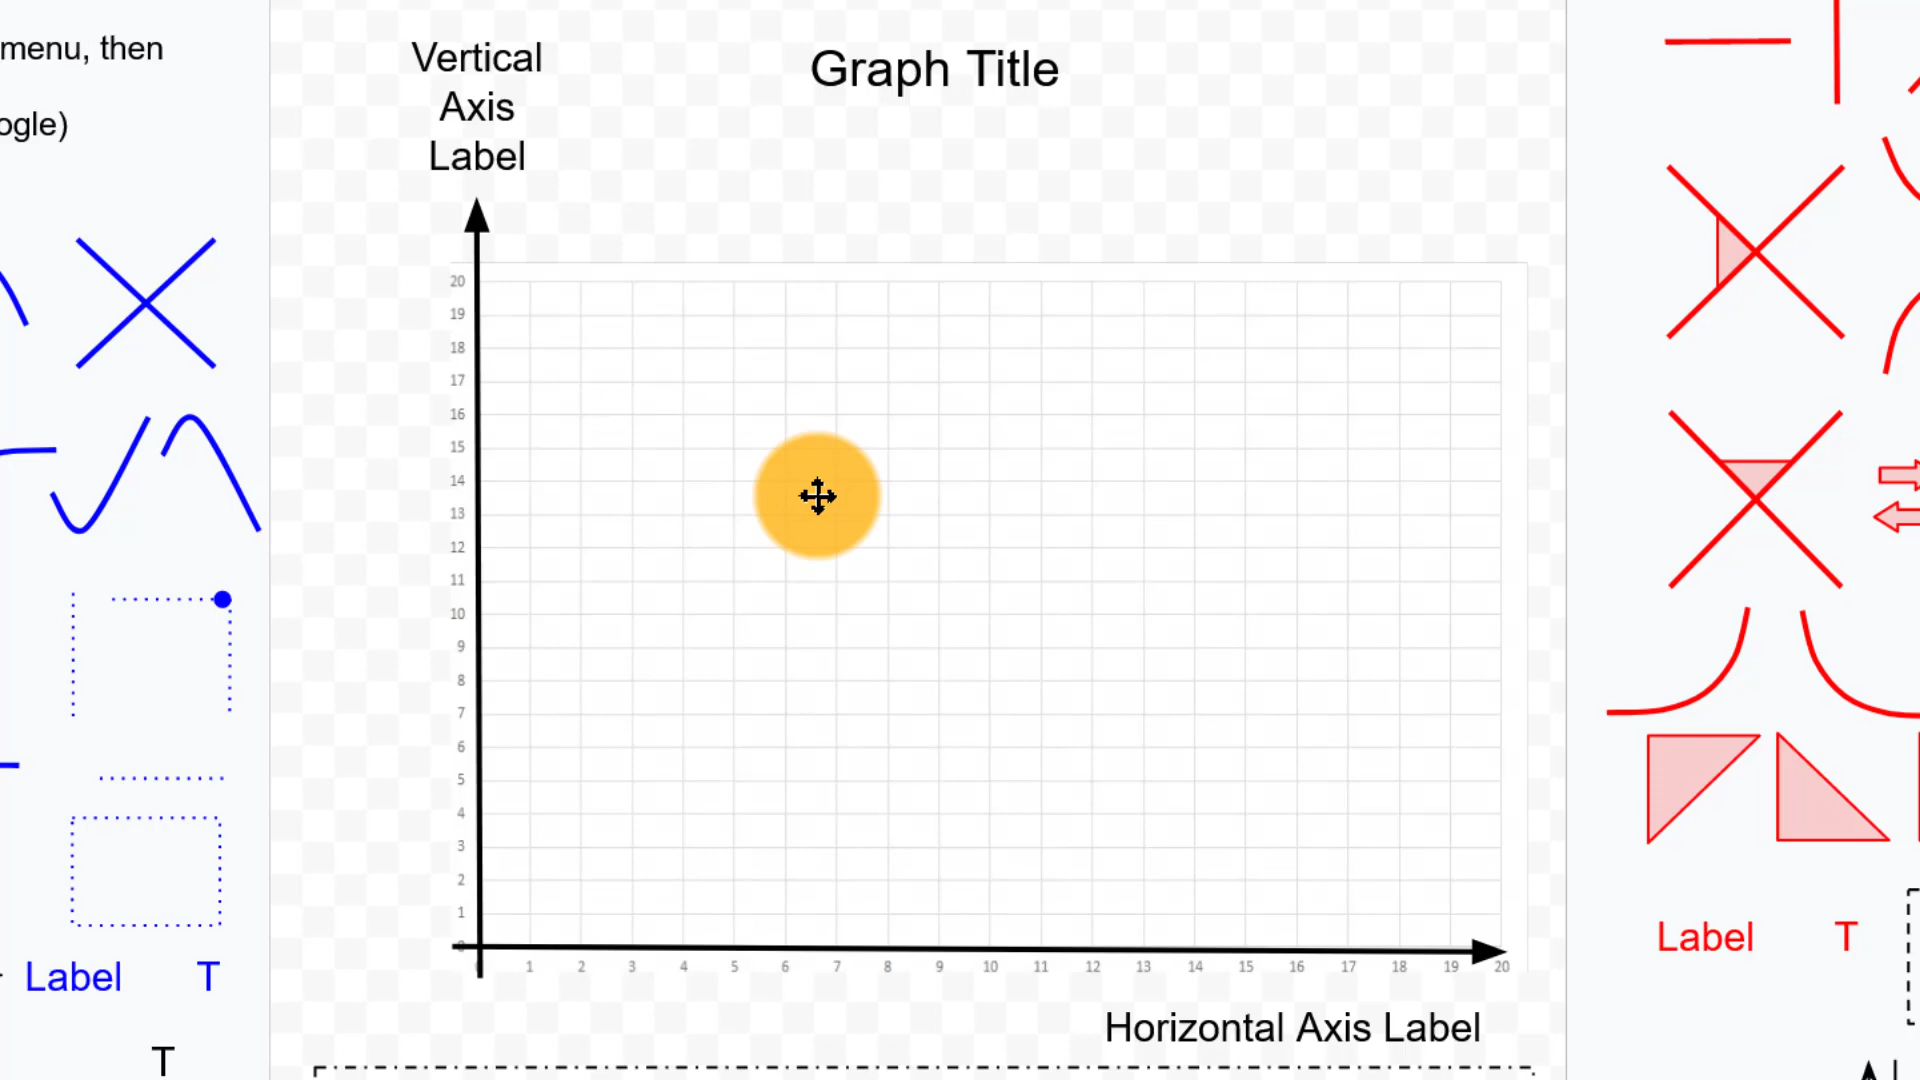 menu, then
ogle)
Vertical
Axis
Label
Graph Title
20
19
18
17
16
15
14
13
12
11
10
9
8
7
6
5
4
3
2
1
1 2 3 4 5 6 7 8 9 10 11 12 13 14 15 16 17 18 19 20
Horizontal Axis Label
Label T
T
Label T